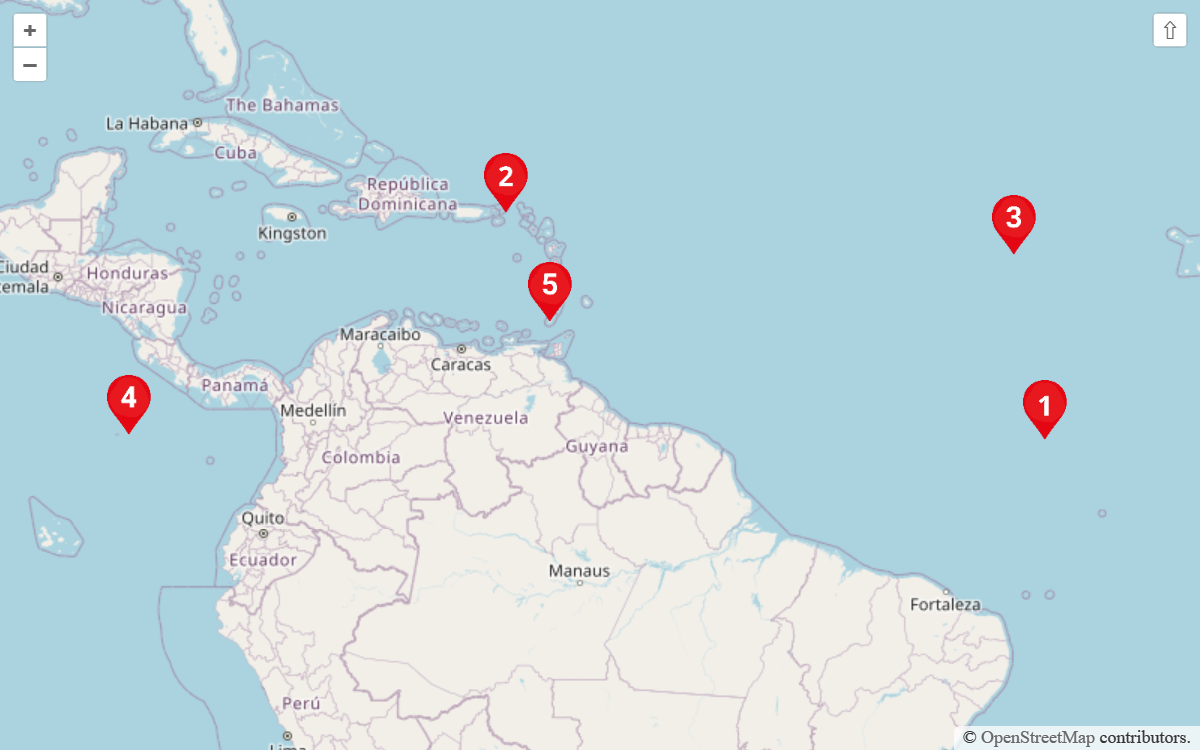 +
−
⇧
The Bahamas
La Habana
Cuba
República
Dominicana
2
3
Kingston
Ciudad
temala
Honduras
Nicaragua
5
Maracaibo
Caracas
Panamá
4
1
Medellín
Venezuela
Guyana
Colombia
Quito
Ecuador
Manaus
Fortaleza
Perú
Lima
© OpenStreetMap contributors.